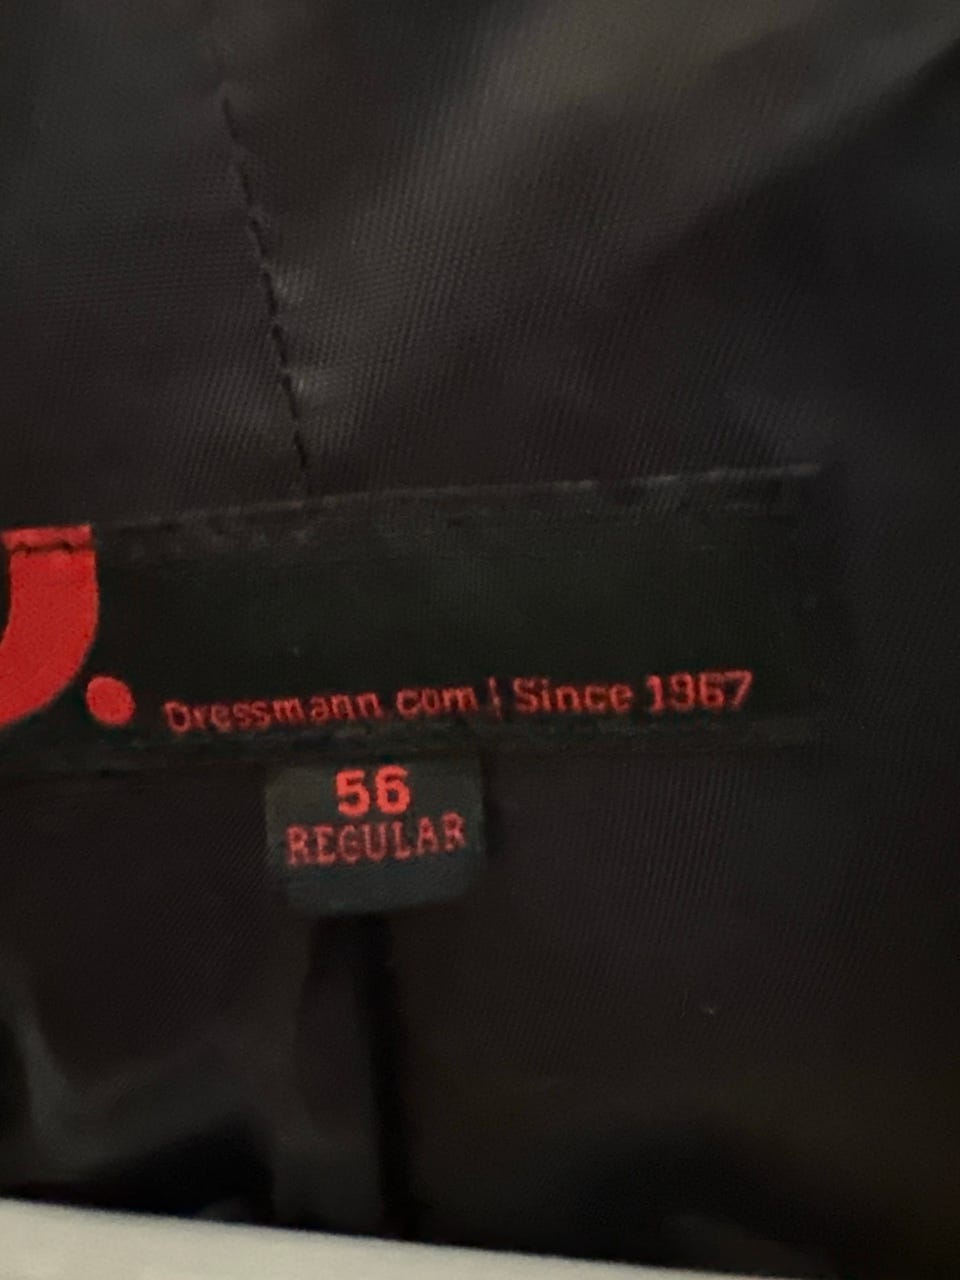 D.
Dressmann.com | Since 1967
56
REGULAR